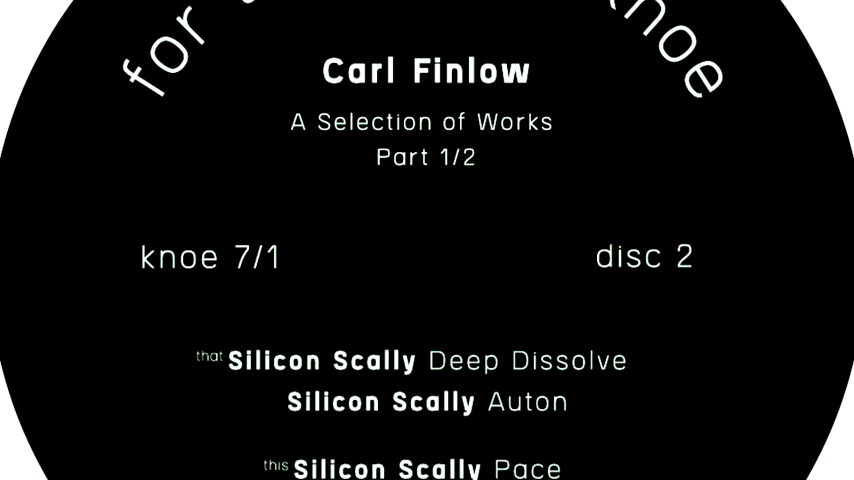 for knoe
Carl Finlow
A Selection of Works
Part 1/2
knoe 7/1 disc 2
that Silicon Scally Deep Dissolve
Silicon Scally Auton
this Silicon Scally Pace